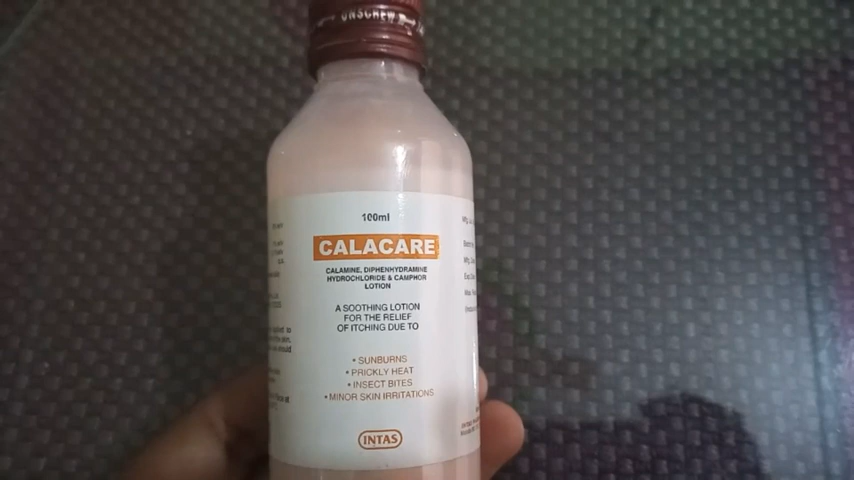 UNSCREW
100ml
CALACARE
CALAMINE, DIPHENHYDRAMINE
HYDROCHLORIDE & CAMPHOR
LOTION
A SOOTHING LOTION
FOR THE RELIEF
OF ITCHING DUE TO
• SUNBURNS
• PRICKLY HEAT
• INSECT BITES
• MINOR SKIN IRRITATIONS
INTAS